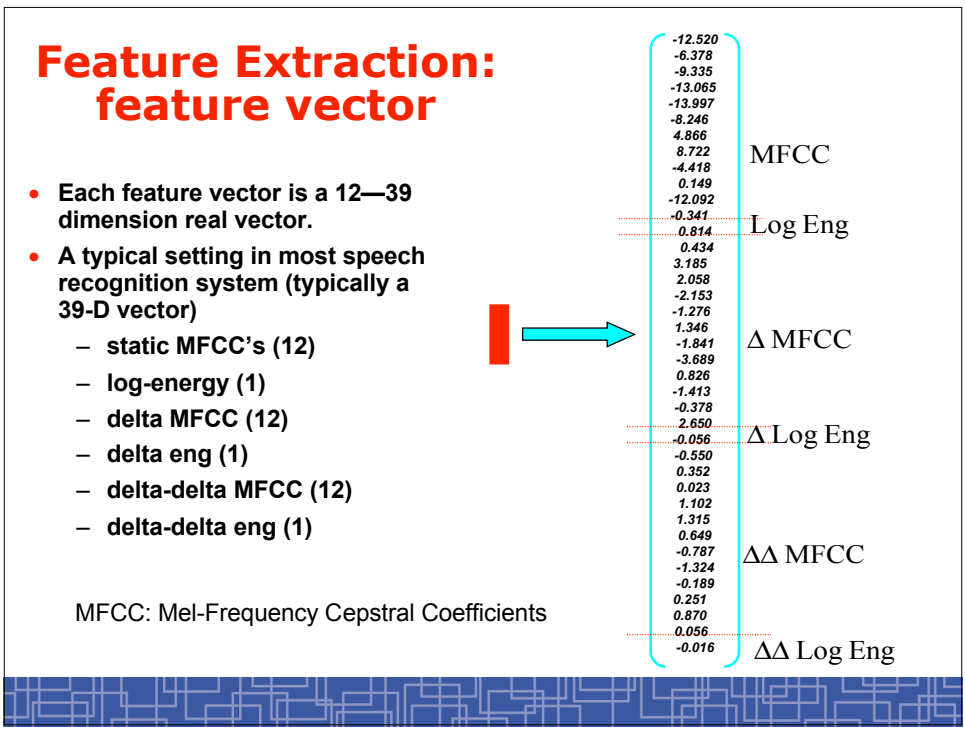 Feature Extraction:
feature vector
• Each feature vector is a 12—39
dimension real vector.
• A typical setting in most speech
recognition system (typically a
39-D vector)
– static MFCC's (12)
– log-energy (1)
– delta MFCC (12)
– delta eng (1)
– delta-delta MFCC (12)
– delta-delta eng (1)
MFCC: Mel-Frequency Cepstral Coefficients
-12.520
-6.378
-9.335
-13.065
-13.997
-8.246
4.866
8.722
-4.418
0.149
-12.092
-0.341
0.814
0.434
3.185
2.058
-2.153
-1.276
1.346
-1.841
-3.689
0.826
-1.413
-0.378
2.650
-0.056
-0.550
0.352
0.023
1.102
1.315
0.649
-0.787
-1.324
-0.189
0.251
0.870
0.056
-0.016
MFCC
Log Eng
Δ MFCC
Δ Log Eng
ΔΔ MFCC
ΔΔ Log Eng